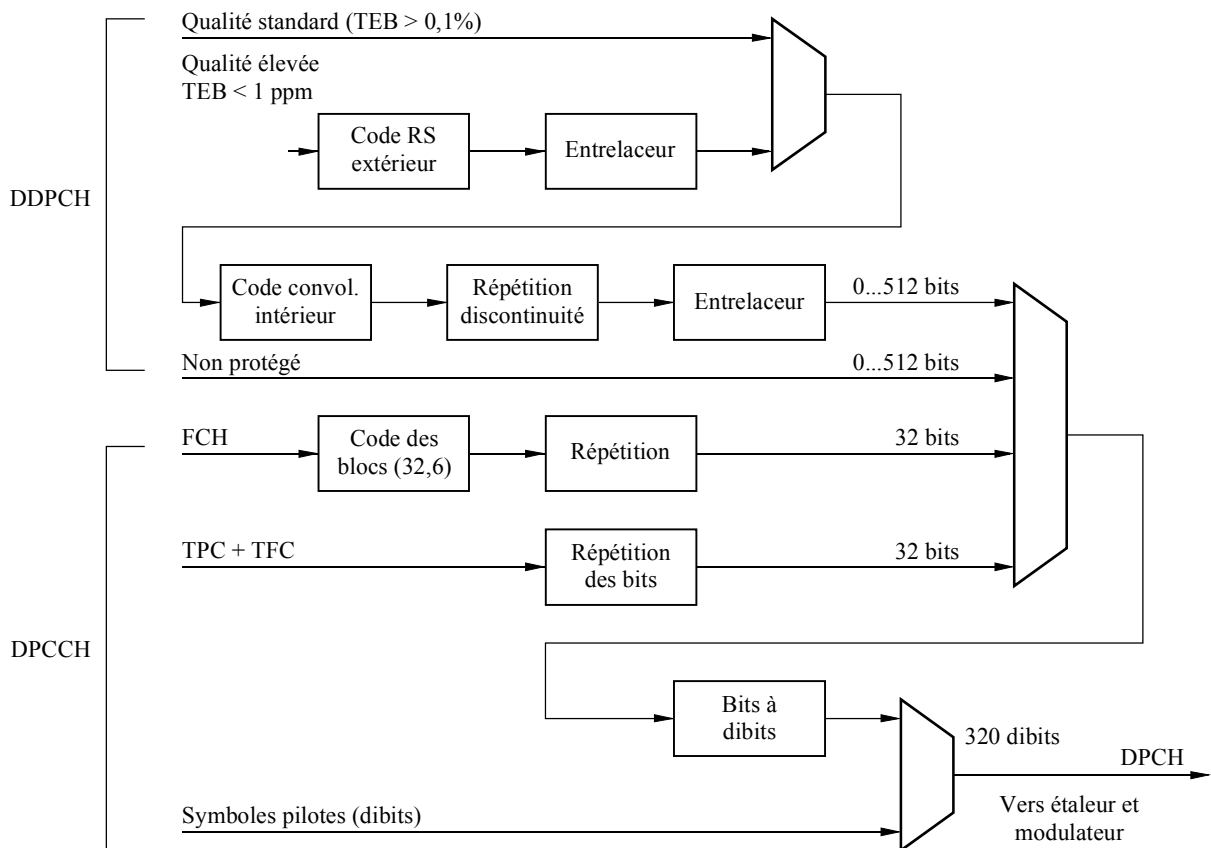 Qualité standard (TEB > 0,1%)
Qualité élevée
TEB < 1 ppm
Code RS
extérieur
Entrelaceur
DDPCH
Code convol.
intérieur
Répétition
discontinuité
Entrelaceur
0...512 bits
Non protégé
0...512 bits
FCH
Code des
blocs (32,6)
Répétition
32 bits
TPC + TFC
Répétition
des bits
32 bits
DPCCH
Bits à
dibits
320 dibits
DPCH
Symboles pilotes (dibits)
Vers étaleur et
modulateur